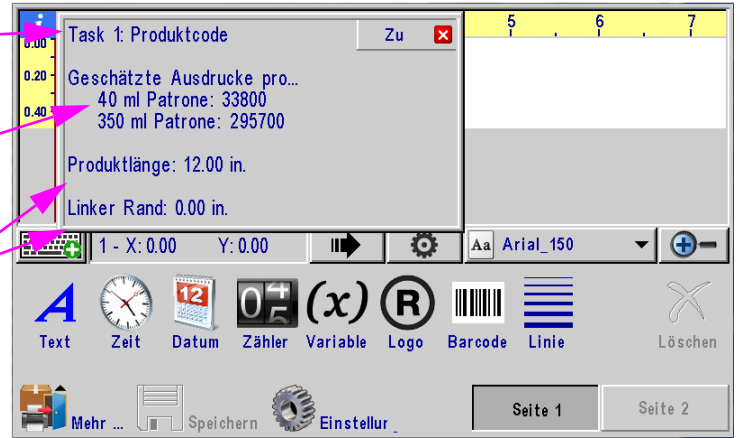 i
Task 1: Produktcode
Zu
5 6 7
0.00
0.20
0.40
Geschätzte Ausdrucke pro...
40 ml Patrone: 33800
350 ml Patrone: 295700
Produktlänge: 12.00 in.
Linker Rand: 0.00 in.
1 - X: 0.00 Y: 0.00
Aa Arial_150
A 12 (x) R
Text Zeit Datum Zähler Variable Logo Barcode Linie Löschen
Mehr ... Speichern Einstellur
Seite 1 Seite 2